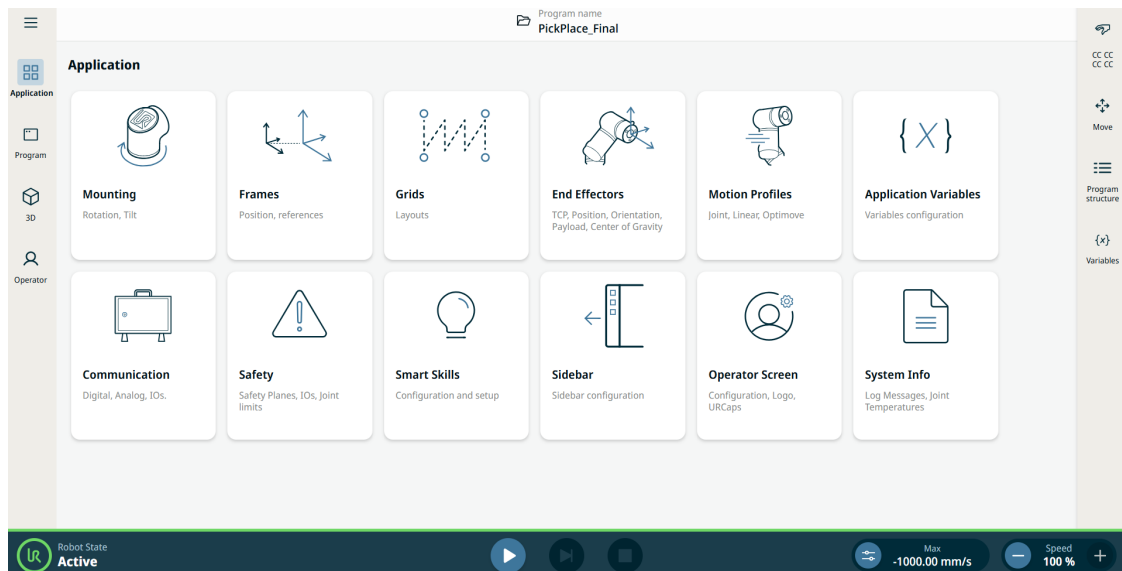 Program name
PickPlace_Final
Application
Program
3D
Operator
Application
Mounting
Rotation, Tilt
Frames
Position, references
Grids
Layouts
End Effectors
TCP, Position, Orientation,
Payload, Center of Gravity
Motion Profiles
Joint, Linear, Optimove
{X}
Application Variables
Variables configuration
Communication
Digital, Analog, IOs.
Safety
Safety Planes, IOs, Joint
limits
Smart Skills
Configuration and setup
Sidebar
Sidebar configuration
Operator Screen
Configuration, Logo,
URCaps
System Info
Log Messages, Joint
Temperatures
CC CC
CC CC
Move
Program
structure
{x}
Variables
UR
Robot State
Active
Max
-1000.00 mm/s
Speed
100 %